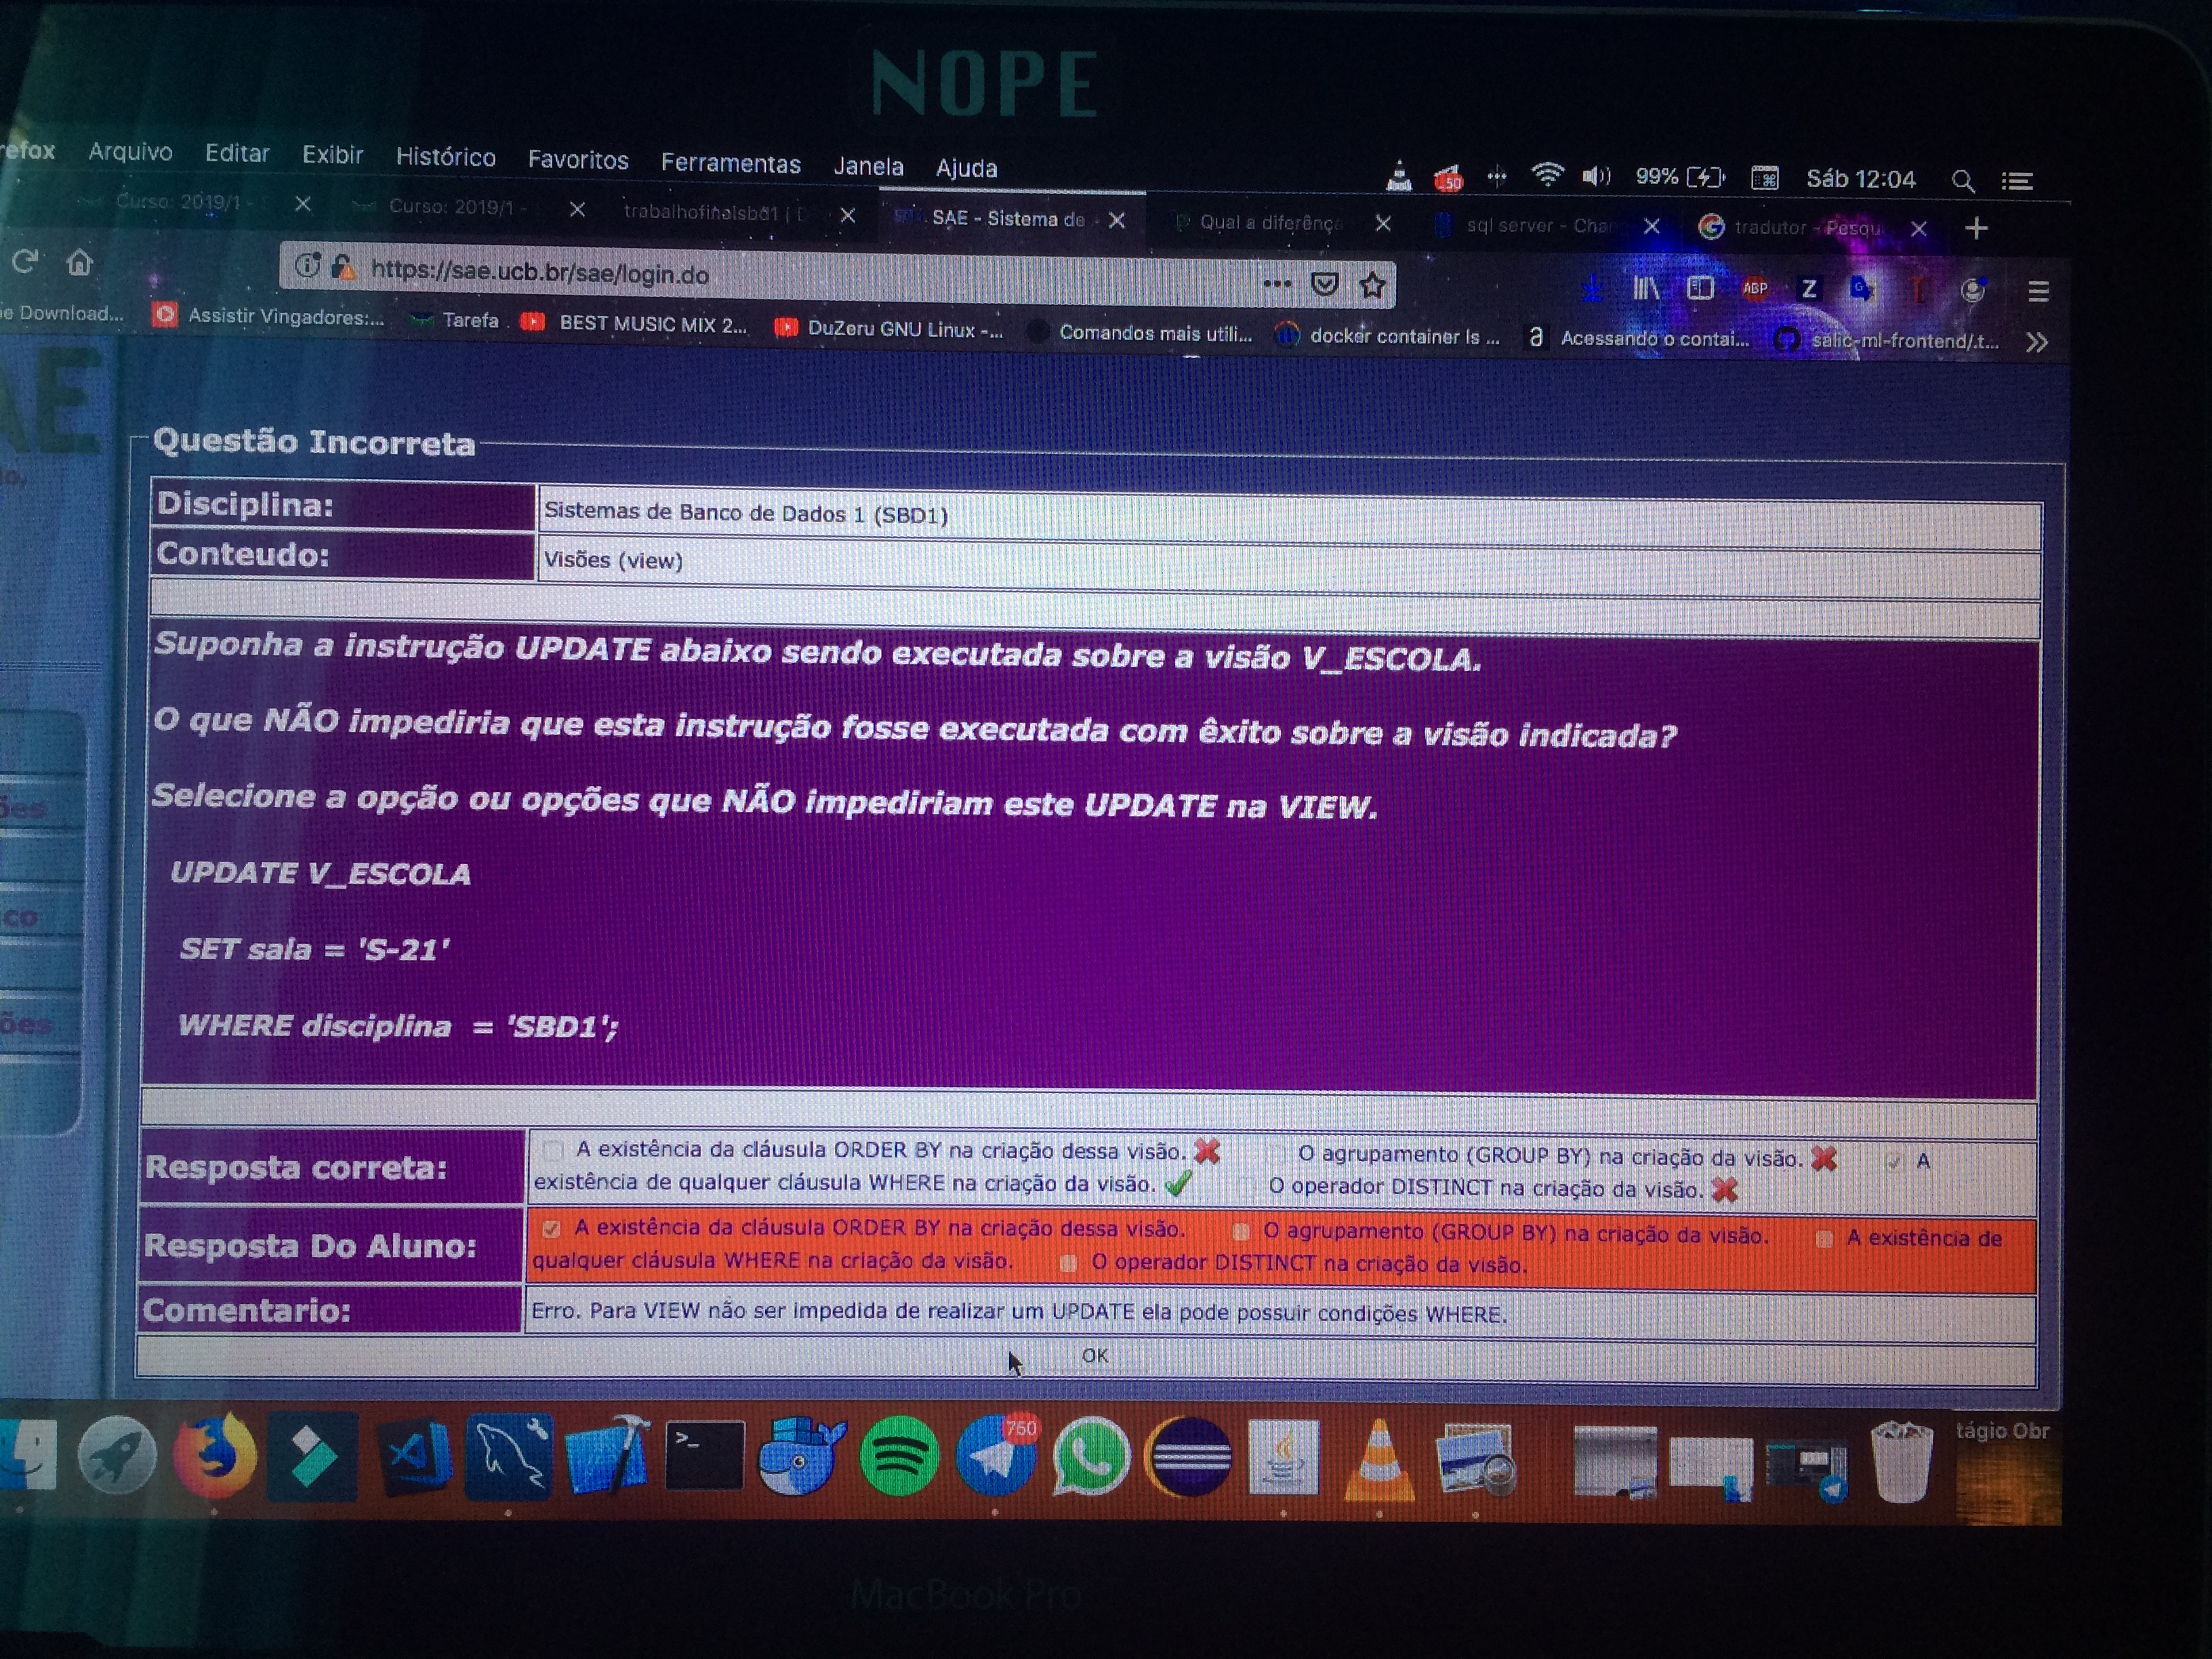 NOPE
refox Arquivo Editar Exibir Histórico Favoritos Ferramentas Janela Ajuda 50 99% Sáb 12:04
Curso: 2019/1 - Curso: 2019/1 - trabalhofinalsbd1 | D SAE - Sistema de Qual a diferênça sql server - Char tradutor - Pesqui
https://sae.ucb.br/sae/login.do ABP Z
e Download... Assistir Vingadores:... Tarefa BEST MUSIC MIX 2... DuZeru GNU Linux -... Comandos mais utili... docker container ls ... a Acessando o contai... salic-ml-frontend/.t...
AE
Questão Incorreta
Disciplina: Sistemas de Banco de Dados 1 (SBD1)
Conteudo: Visões (view)
Suponha a instrução UPDATE abaixo sendo executada sobre a visão V_ESCOLA.
O que NÃO impediria que esta instrução fosse executada com êxito sobre a visão indicada?
Selecione a opção ou opções que NÃO impediriam este UPDATE na VIEW.
ões
UPDATE V_ESCOLA
co
SET sala = 'S-21'
ões
WHERE disciplina = 'SBD1';
Resposta correta: A existência da cláusula ORDER BY na criação dessa visão. O agrupamento (GROUP BY) na criação da visão. A
existência de qualquer cláusula WHERE na criação da visão. O operador DISTINCT na criação da visão.
Resposta Do Aluno: A existência da cláusula ORDER BY na criação dessa visão. O agrupamento (GROUP BY) na criação da visão. A existência de
qualquer cláusula WHERE na criação da visão. O operador DISTINCT na criação da visão.
Comentario: Erro. Para VIEW não ser impedida de realizar um UPDATE ela pode possuir condições WHERE.
OK
750
tágio Obr
MacBook Pro